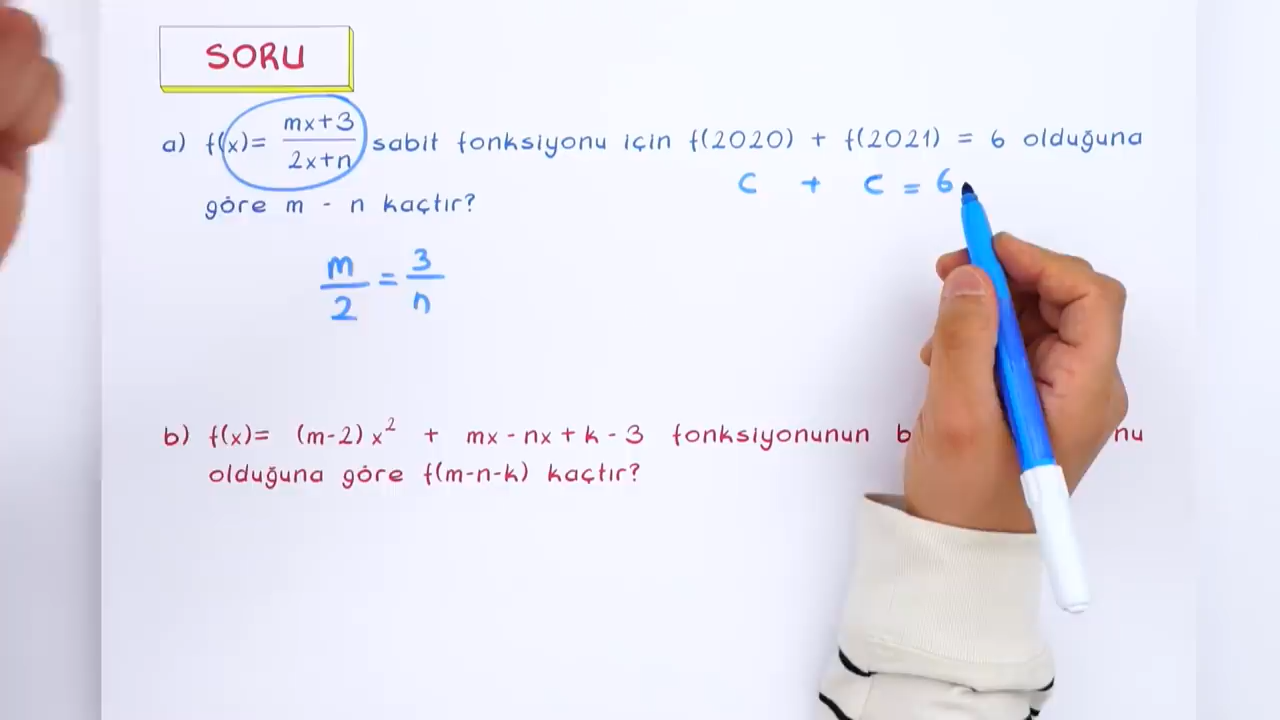 SORU
a) f(x)= mx+3 / 2x+n sabit fonksiyonu için f(2020) + f(2021) = 6 olduğuna
c + c = 6
göre m - n kaçtır?
m/2 = 3/n
b) f(x)= (m-2)x² + mx - nx + k - 3 fonksiyonunun
olduğuna göre f(m-n-k) kaçtır?